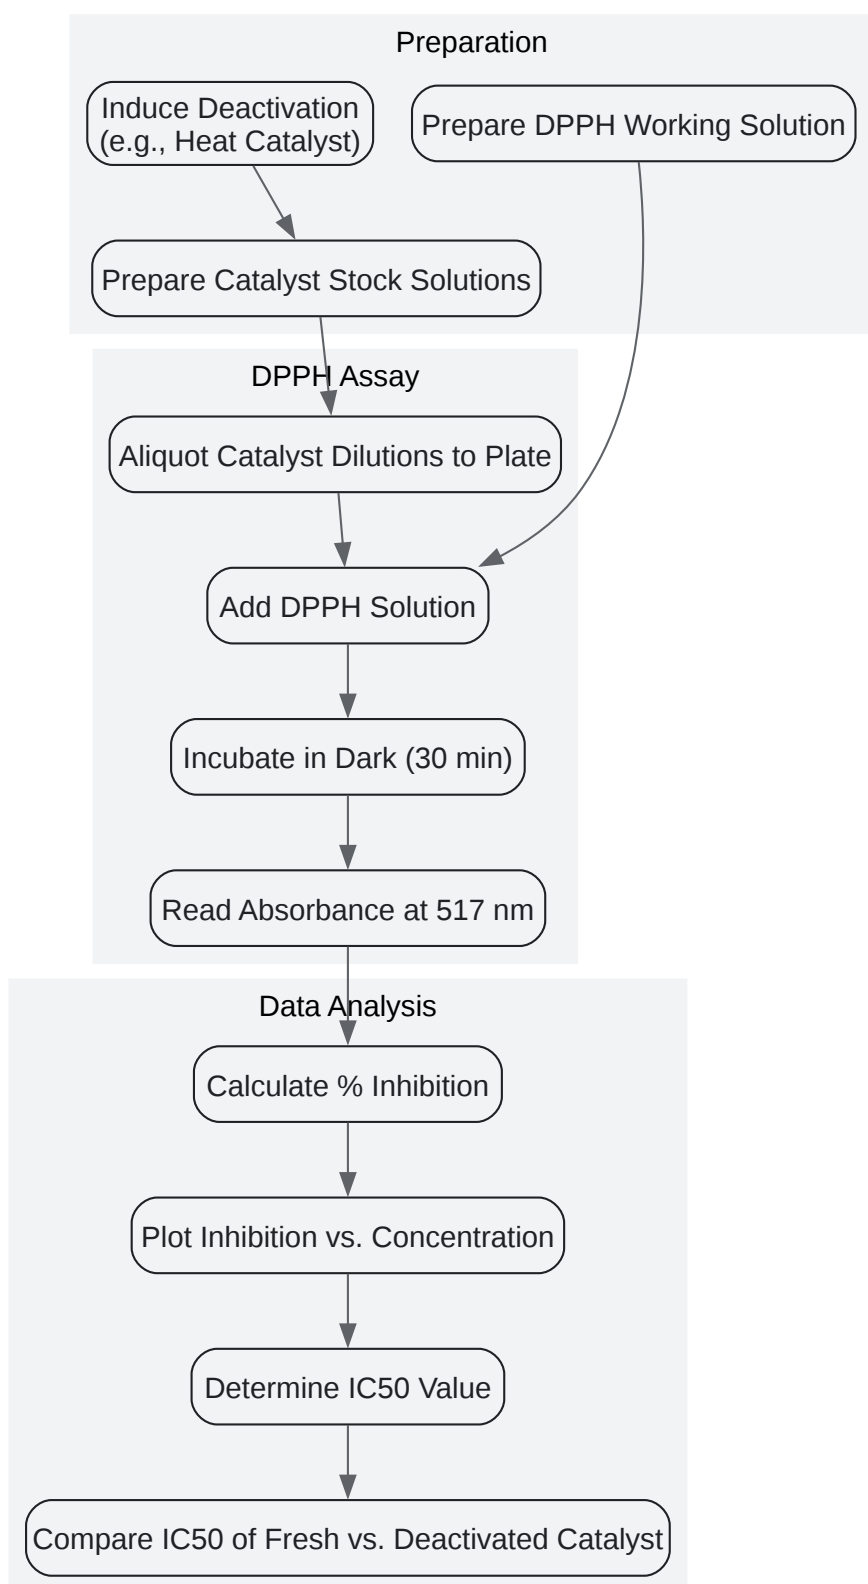 Preparation
Induce Deactivation
(e.g., Heat Catalyst)
Prepare DPPH Working Solution
Prepare Catalyst Stock Solutions
DPPH Assay
Aliquot Catalyst Dilutions to Plate
Add DPPH Solution
Incubate in Dark (30 min)
Read Absorbance at 517 nm
Data Analysis
Calculate % Inhibition
Plot Inhibition vs. Concentration
Determine IC50 Value
Compare IC50 of Fresh vs. Deactivated Catalyst